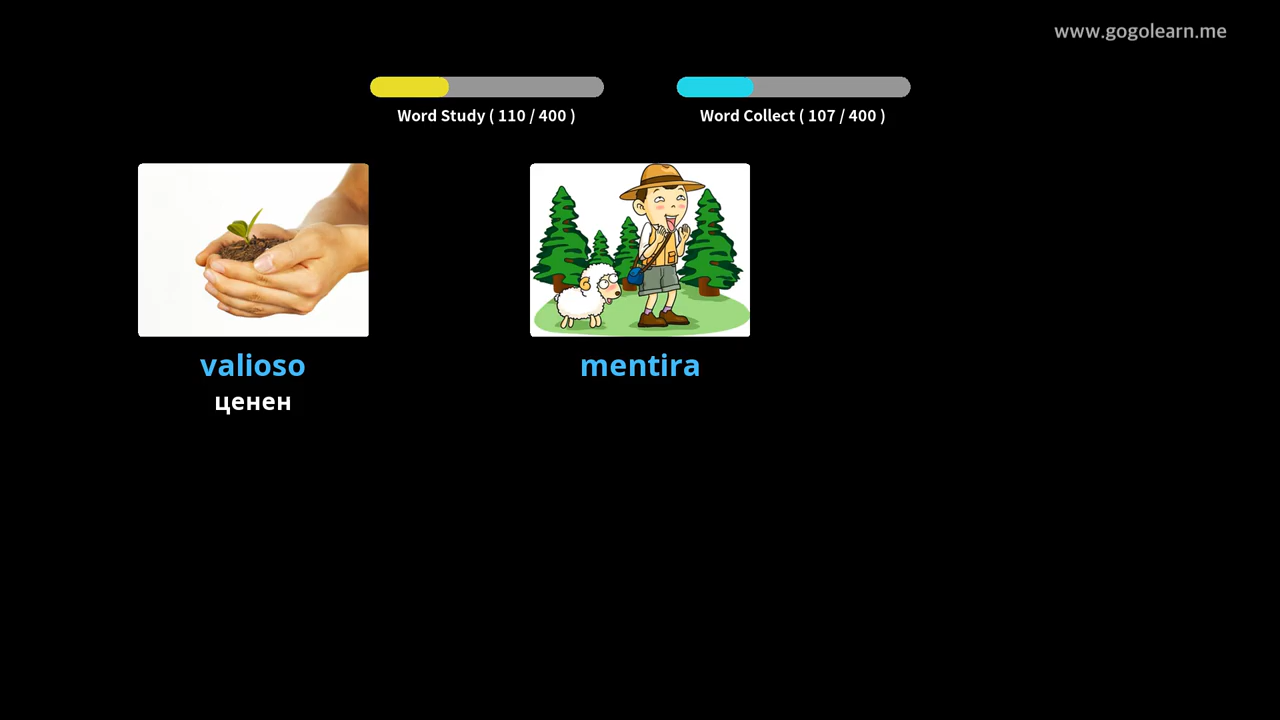 www.gogolearn.me
Word Study ( 110 / 400 )
Word Collect ( 107 / 400 )
valioso
mentira
ценен